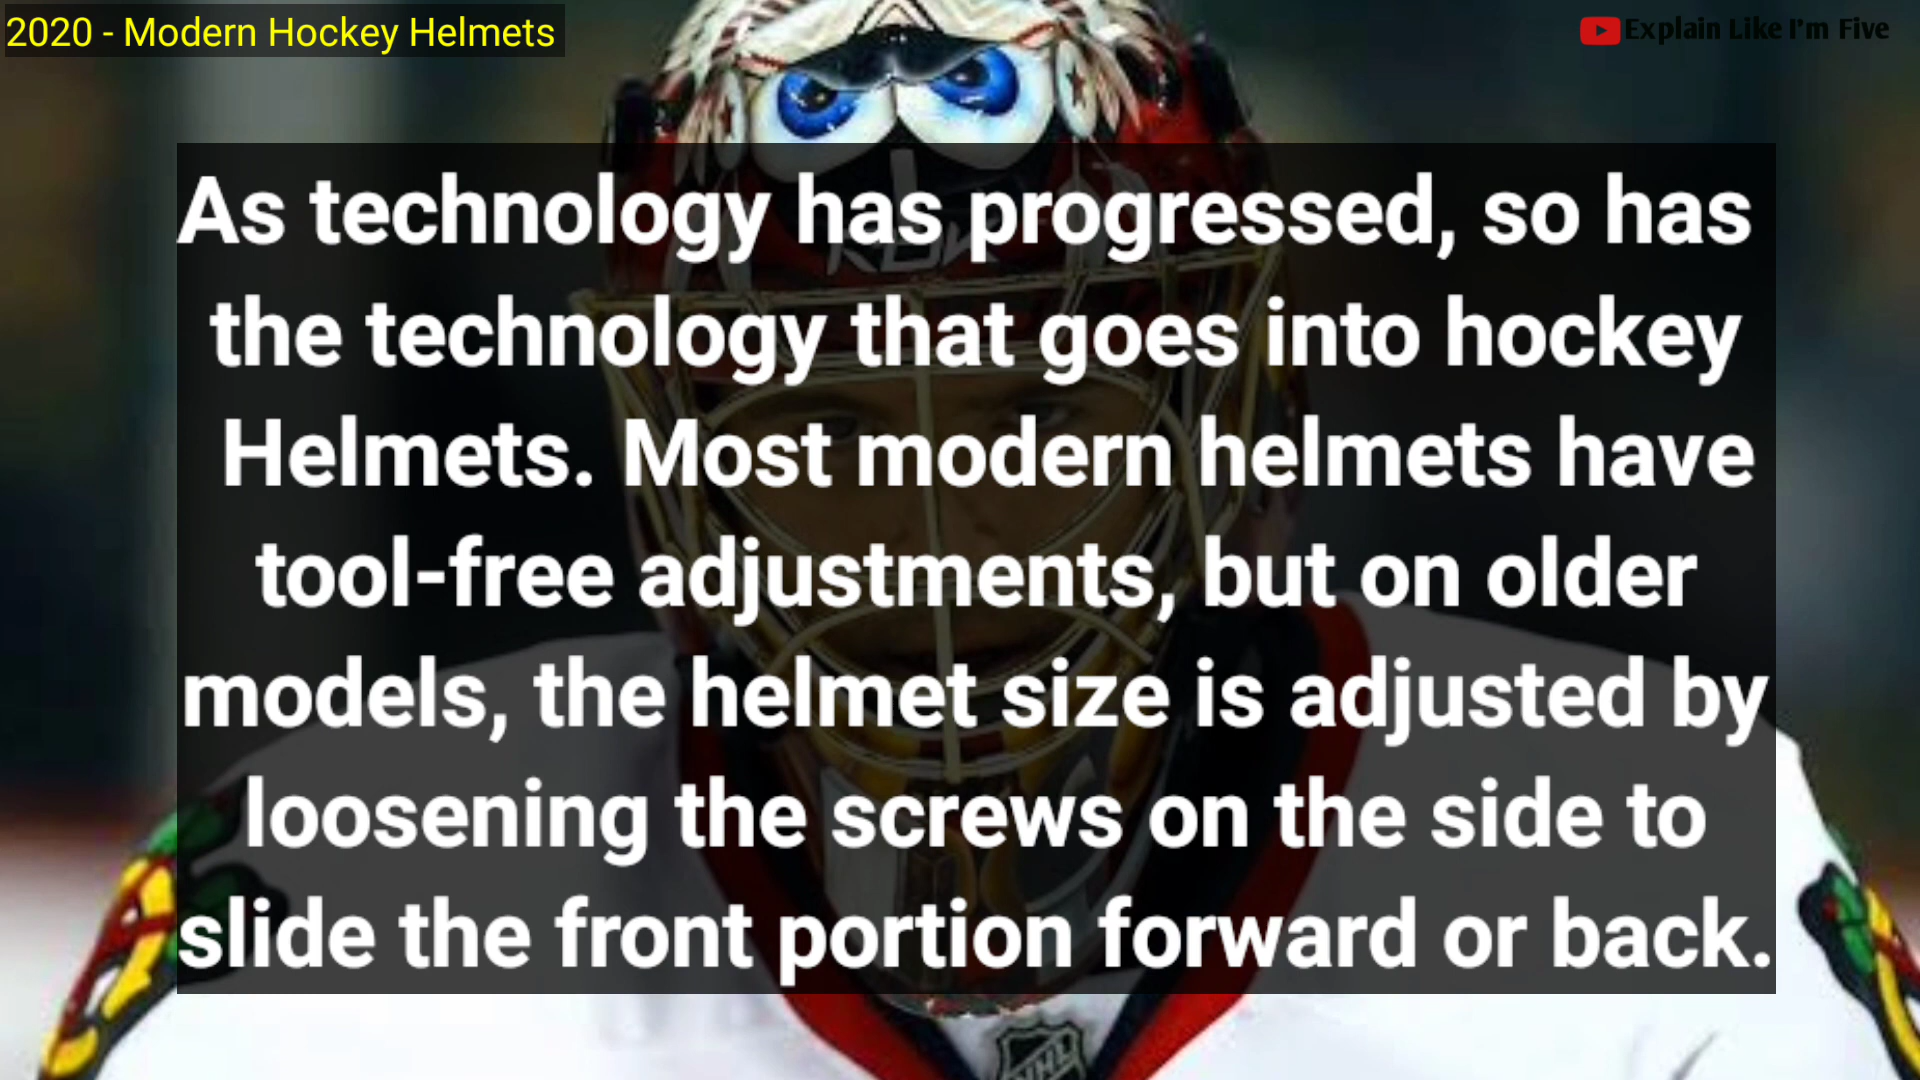 2020 - Modern Hockey Helmets
Explain Like I'm Five
As technology has progressed, so has
the technology that goes into hockey
Helmets. Most modern helmets have
tool-free adjustments, but on older
models, the helmet size is adjusted by
loosening the screws on the side to
slide the front portion forward or back.
RBK
NHL